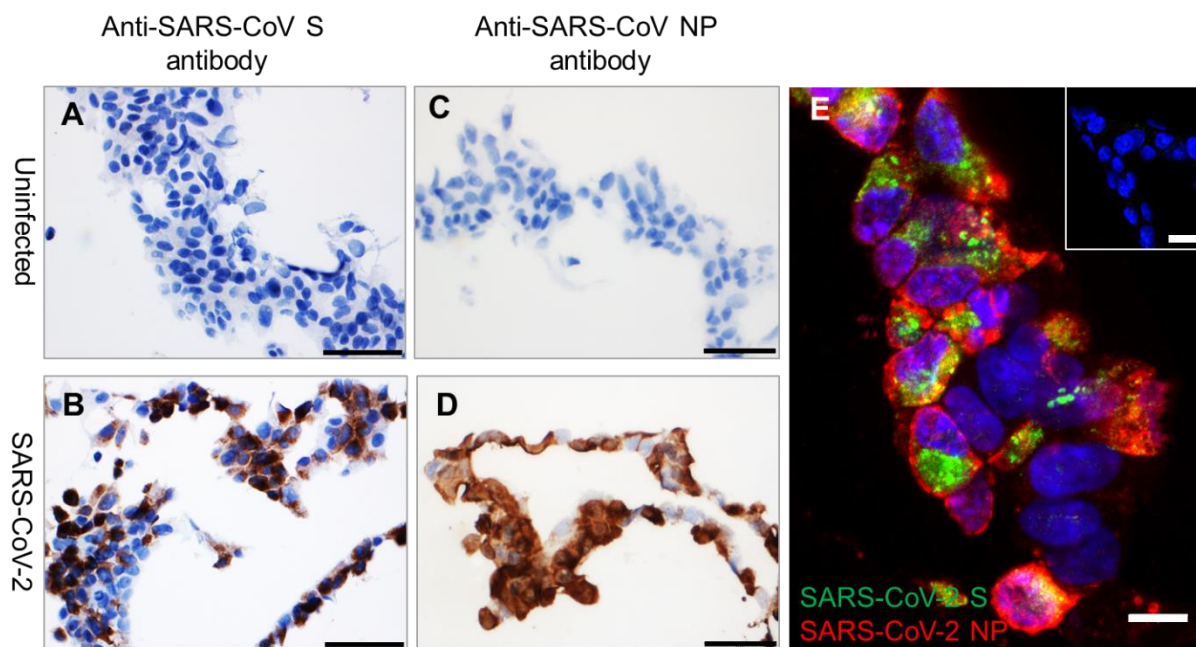 Anti-SARS-CoV S
antibody
Anti-SARS-CoV NP
antibody
Uninfected
SARS-CoV-2
A
C
E
B
D
SARS-CoV-2 S
SARS-CoV-2 NP